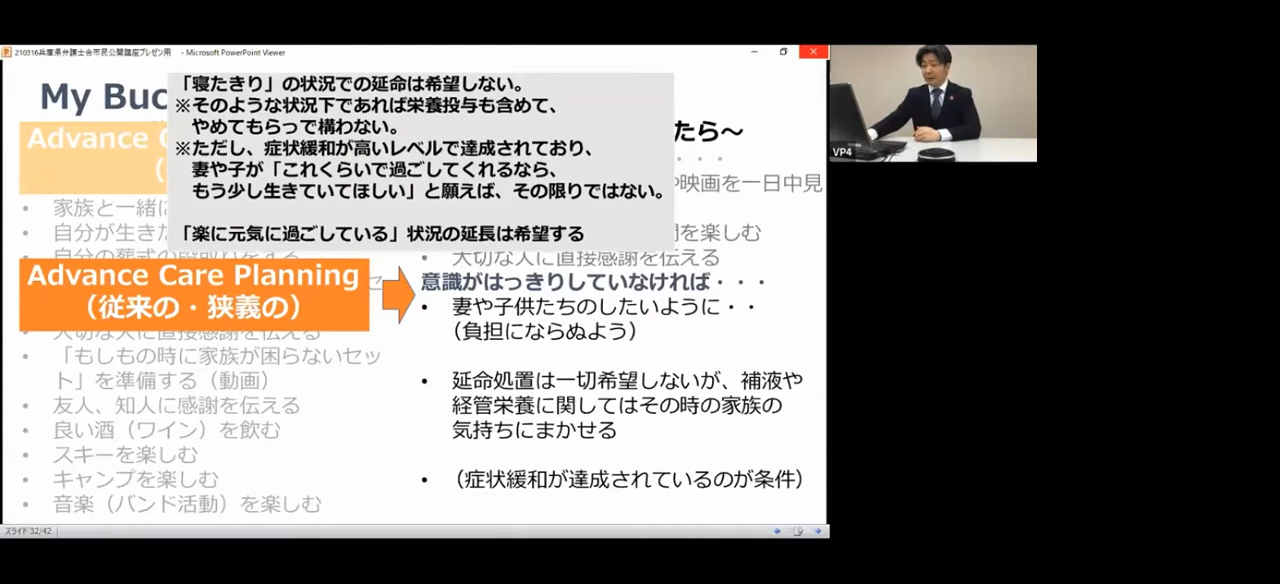 210316兵庫県弁護士会市民公開講座プレゼン用 - Microsoft PowerPoint Viewer
My Buc
「寝たきり」の状況での延命は希望しない。
※そのような状況下であれば栄養投与も含めて、
やめてもらっで構わない。
※ただし、症状緩和が高いレベルで達成されており、
妻や子が「これくらいで過ごしてくれるなら、
もう少し生きていてほしい」と願えば、その限りではない。
「楽に元気に過ごしている」状況の延長は希望する
たら～
Advance C
(
・・・・
や映画を一日中見
・ 家族と一緒に
・ 自分が生きた
を楽しむ
・ 大切な人に直接感謝を伝える
Advance Care Planning
（従来の・狭義の）
意識がはっきりしていなければ・・・
・ 妻や子供たちのしたいように・・
（負担にならぬよう）
・ 延命処置は一切希望しないが、補液や
経管栄養に関してはその時の家族の
気持ちにまかせる
・ （症状緩和が達成されているのが条件）
大切な人に直接感謝を伝える
・ 「もしもの時に家族が困らないセッ
ト」を準備する（動画）
・ 友人、知人に感謝を伝える
・ 良い酒（ワイン）を飲む
・ スキーを楽しむ
・ キャンプを楽しむ
・ 音楽（バンド活動）を楽しむ
スライド 32/42
VP4